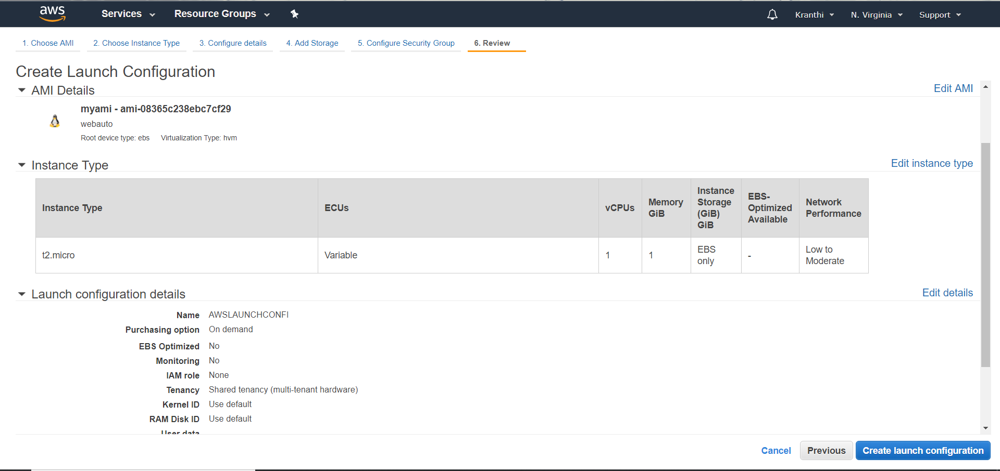 aws Services Resource Groups Kranthi N. Virginia Support
1. Choose AMI 2. Choose Instance Type 3. Configure details 4. Add Storage 5. Configure Security Group 6. Review
Create Launch Configuration
AMI Details Edit AMI
myami - ami-08365c238ebc7cf29
webauto
Root device type: ebs Virtualization Type: hvm
Instance Type Edit instance type
Instance Type ECUs vCPUs Memory GiB Instance Storage (GiB) GiB EBS-Optimized Available Network Performance
t2.micro Variable 1 1 EBS only - Low to Moderate
Launch configuration details Edit details
Name AWSLAUNCHCONFI
Purchasing option On demand
EBS Optimized No
Monitoring No
IAM role None
Tenancy Shared tenancy (multi-tenant hardware)
Kernel ID Use default
RAM Disk ID Use default
User data
Cancel Previous Create launch configuration